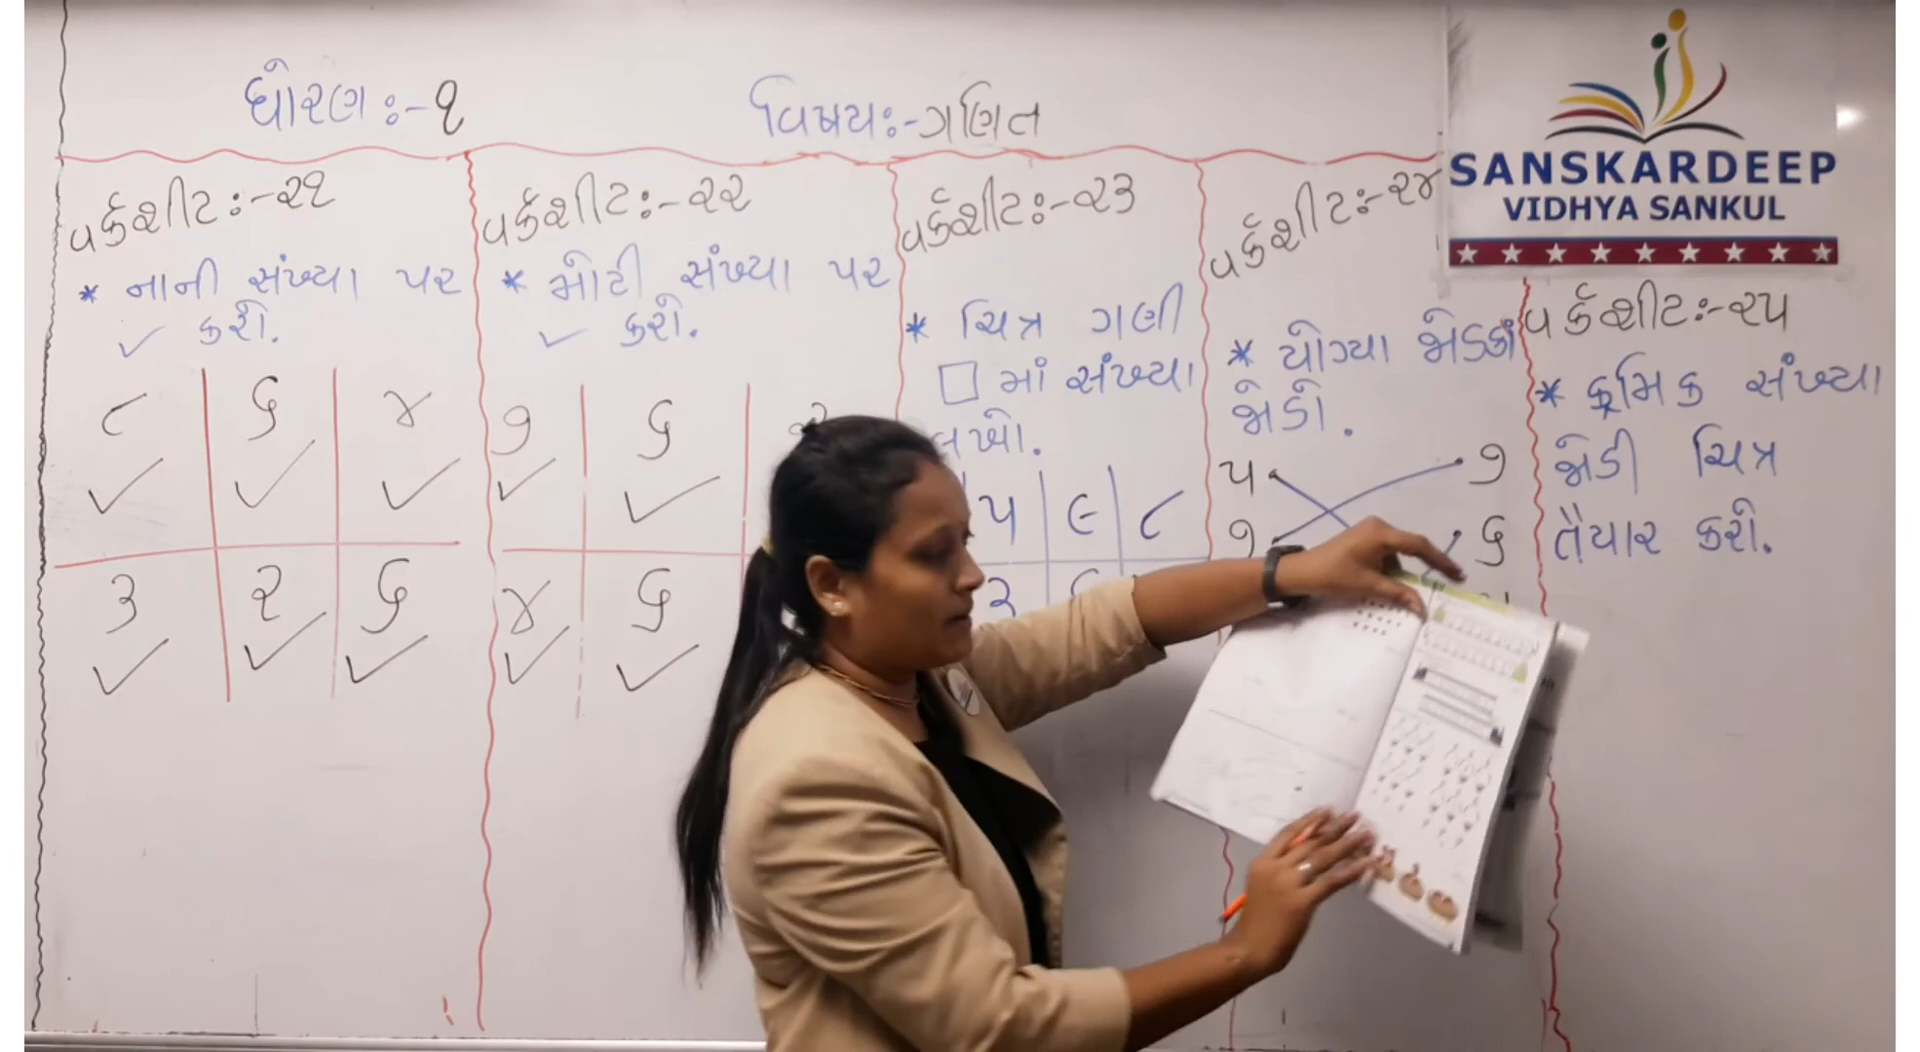 ધોરણ:-૧
વિષય:-ગણિત
SANSKARDEEP
VIDHYA SANKUL
વર્કશીટ:-૨૧
* નાની સંખ્યા પર
✓ કરો.
૮ ૬ ૪
✓ ✓ ✓
૩ ૨ ૬
✓ ✓ ✓
વર્કશીટ:-૨૨
* મોટી સંખ્યા પર
✓ કરો.
૭ ૬
✓ ✓
૪ ૬
✓ ✓
વર્કશીટ:-૨૩
* ચિત્ર ગણી
□ માં સંખ્યા
લખો.
૫ ૯ ૮
૨
વર્કશીટ:-૨૪
* યોગ્યા જોડકાં
જોડો.
૫ ૭
૭ ૬
વર્કશીટ:-૨૫
* ક્રમિક સંખ્યા
જોડી ચિત્ર
તૈયાર કરો.